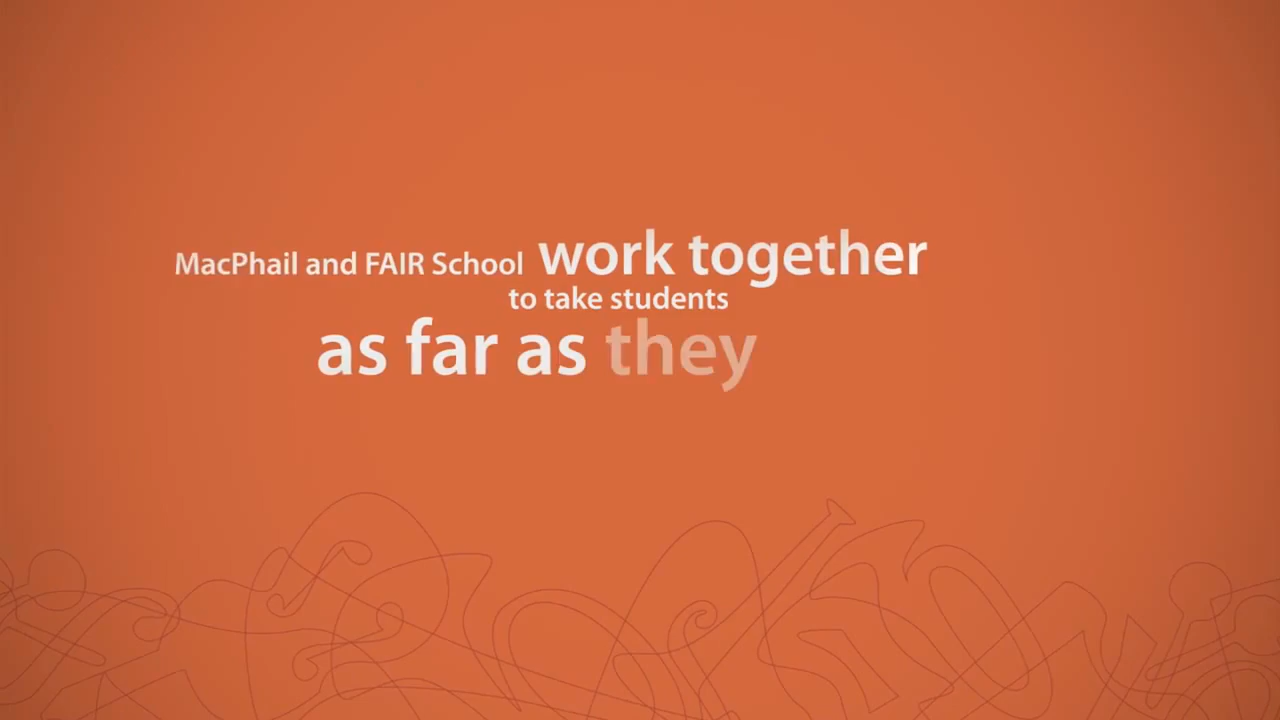 MacPhail and FAIR School work together
to take students
as far as they